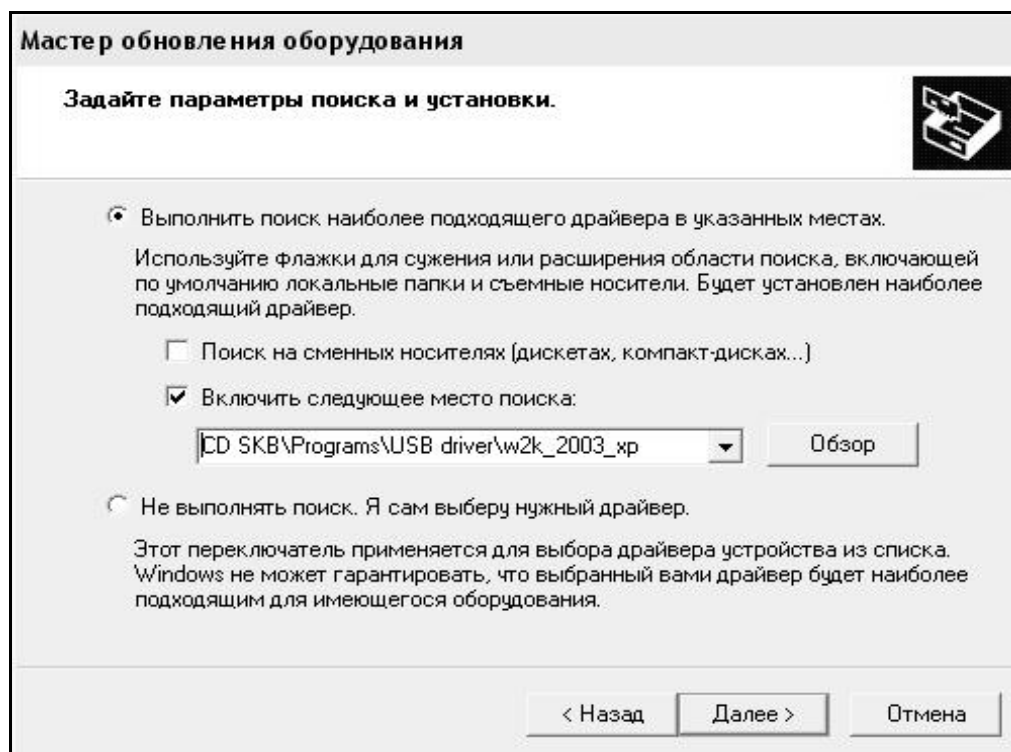 Мастер обновления оборудования
Задайте параметры поиска и установки.
Выполнить поиск наиболее подходящего драйвера в указанных местах.
Используйте флажки для сужения или расширения области поиска, включающей
по умолчанию локальные папки и съемные носители. Будет установлен наиболее
подходящий драйвер.
Поиск на сменных носителях (дискетах, компакт-дисках...)
Включить следующее место поиска:
CD SKB\Programs\USB driver\w2k_2003_xp
Обзор
Не выполнять поиск. Я сам выберу нужный драйвер.
Этот переключатель применяется для выбора драйвера устройства из списка.
Windows не может гарантировать, что выбранный вами драйвер будет наиболее
подходящим для имеющегося оборудования.
< Назад Далее > Отмена